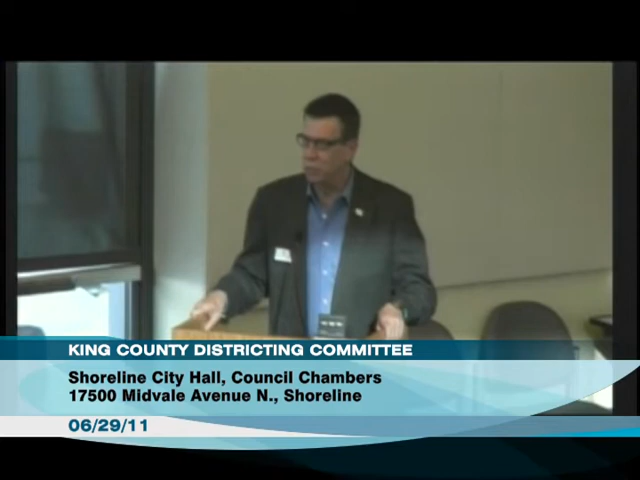 KING COUNTY DISTRICTING COMMITTEE
Shoreline City Hall, Council Chambers
17500 Midvale Avenue N., Shoreline
06/29/11